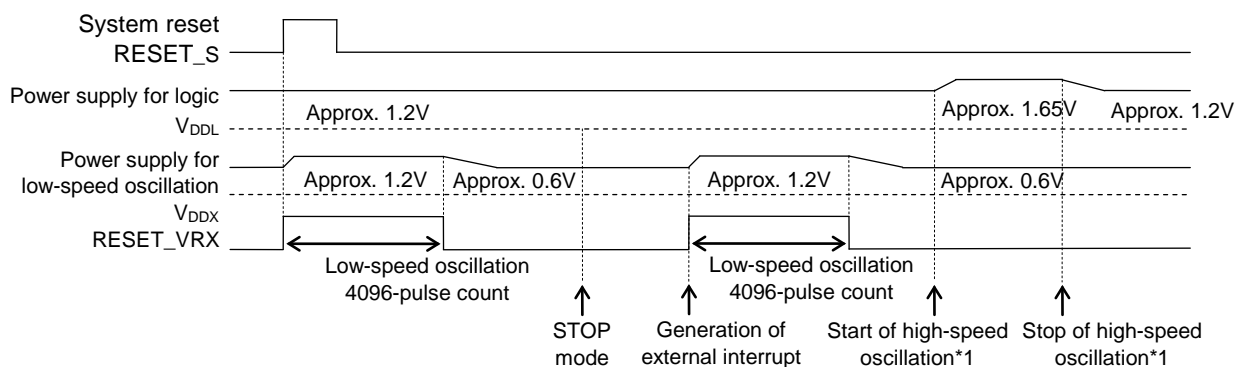 System reset
RESET_S
Power supply for logic
Approx. 1.2V
Approx. 1.65V
Approx. 1.2V
VDDL
Power supply for
low-speed oscillation
Approx. 1.2V
Approx. 0.6V
Approx. 1.2V
Approx. 0.6V
VDDX
RESET_VRX
Low-speed oscillation
4096-pulse count
Low-speed oscillation
4096-pulse count
STOP
mode
Generation of
external interrupt
Start of high-speed
oscillation*1
Stop of high-speed
oscillation*1